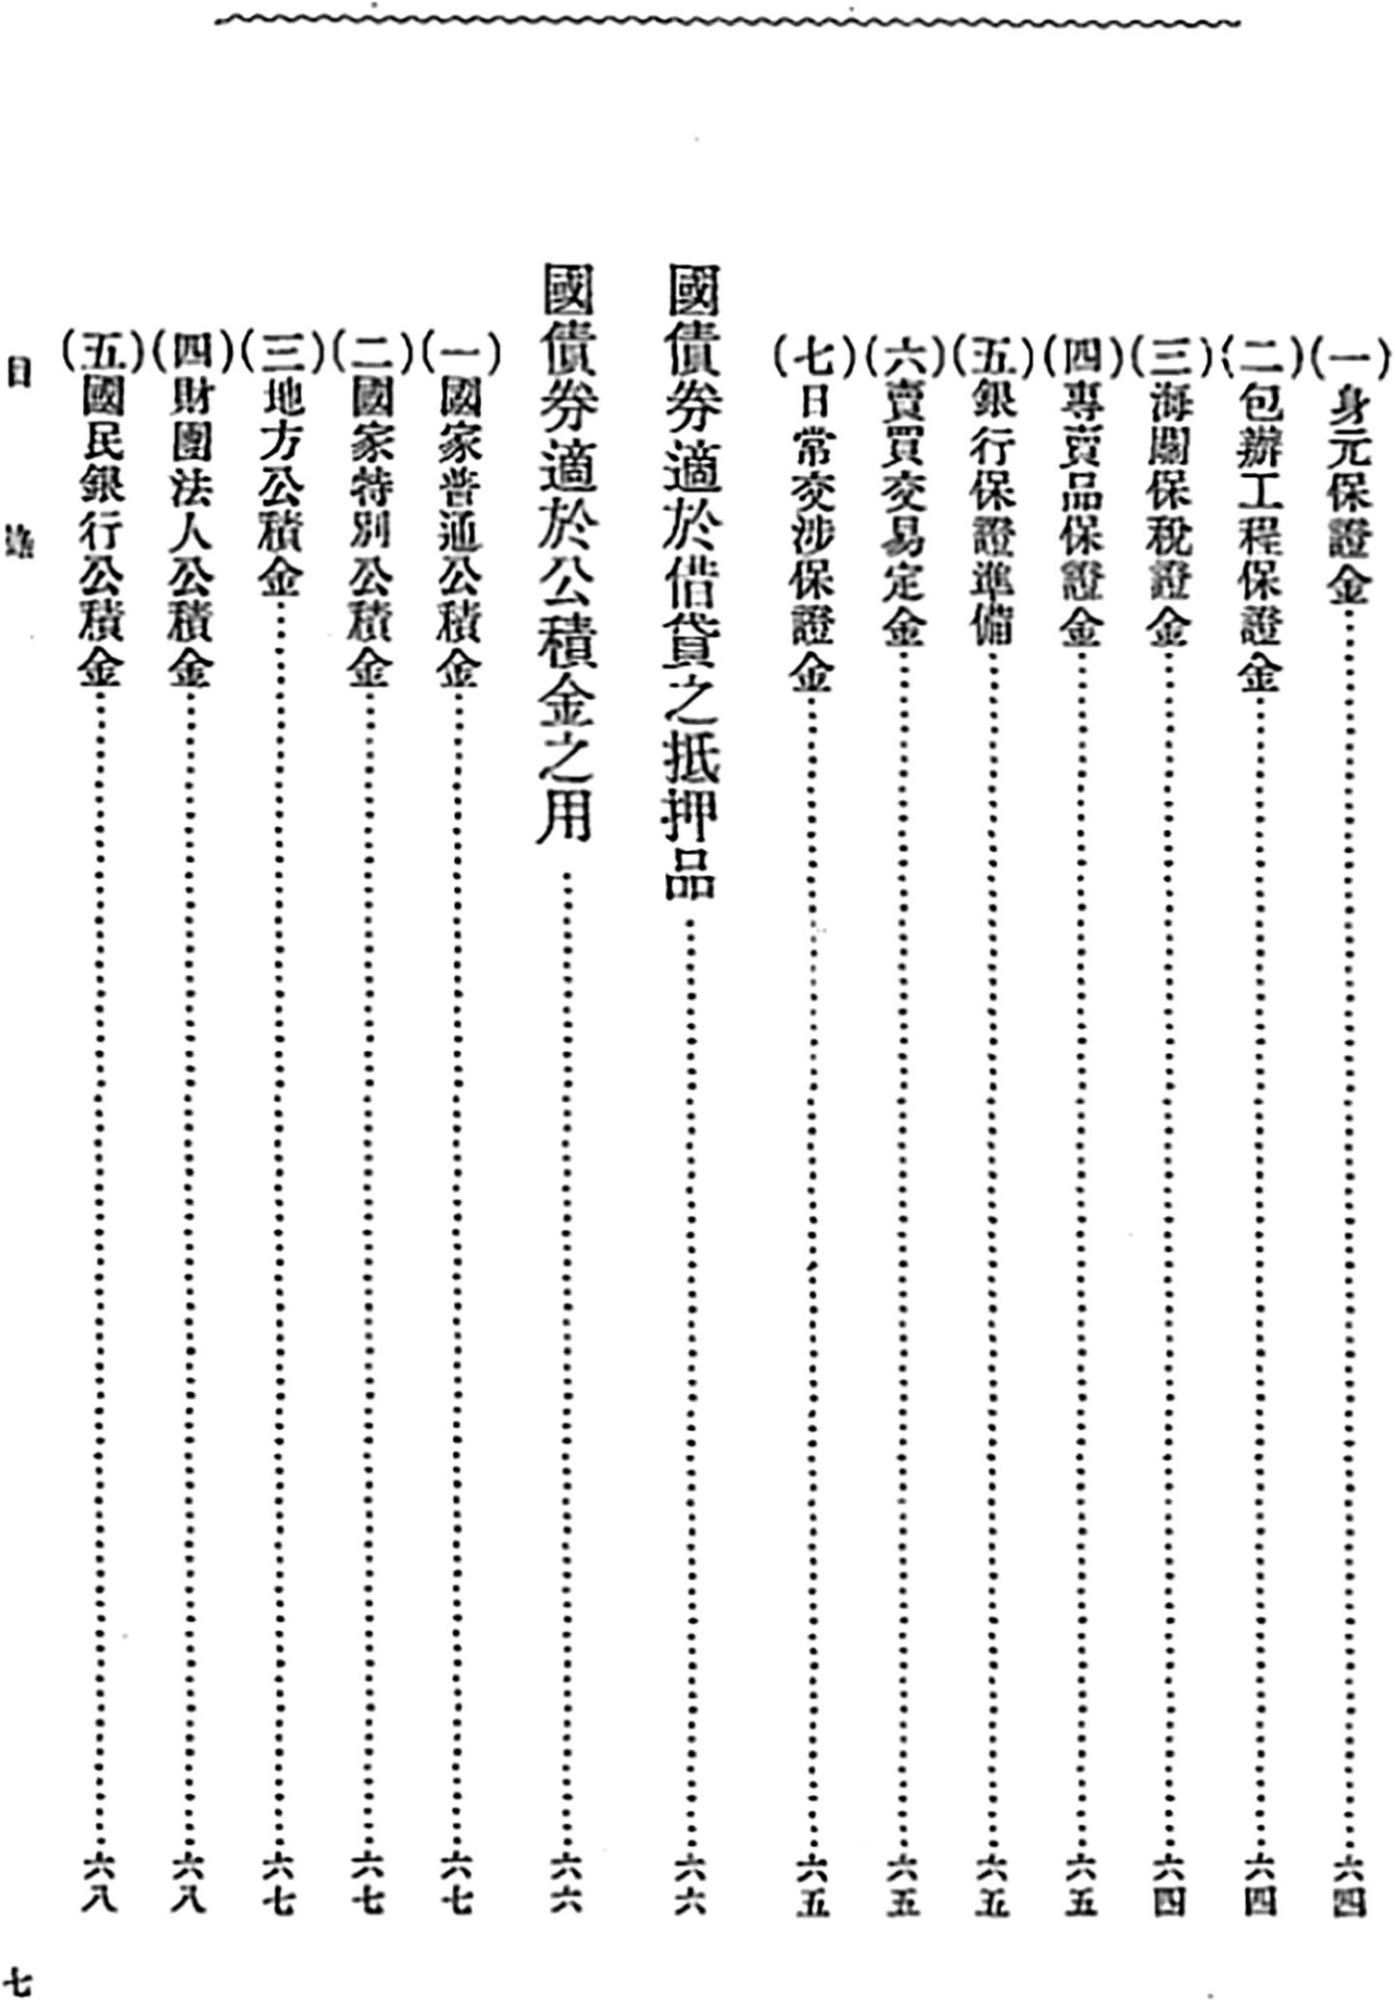 (一)身元保證金……六四
(二)包辦工程保證金……六四
(三)海關保稅證金……六四
(四)專賣品保證金……六五
(五)銀行保證準備……六五
(六)賣買交易定金……六五
(七)日常交涉保證金……六五
國債券適於借貸之抵押品……六六
國債券適於公積金之用……六六
(一)國家普通公積金……六七
(二)國家特別公積金……六七
(三)地方公積金……六七
(四)財團法人公積金……六八
(五)國民銀行公積金……六八
目錄
七